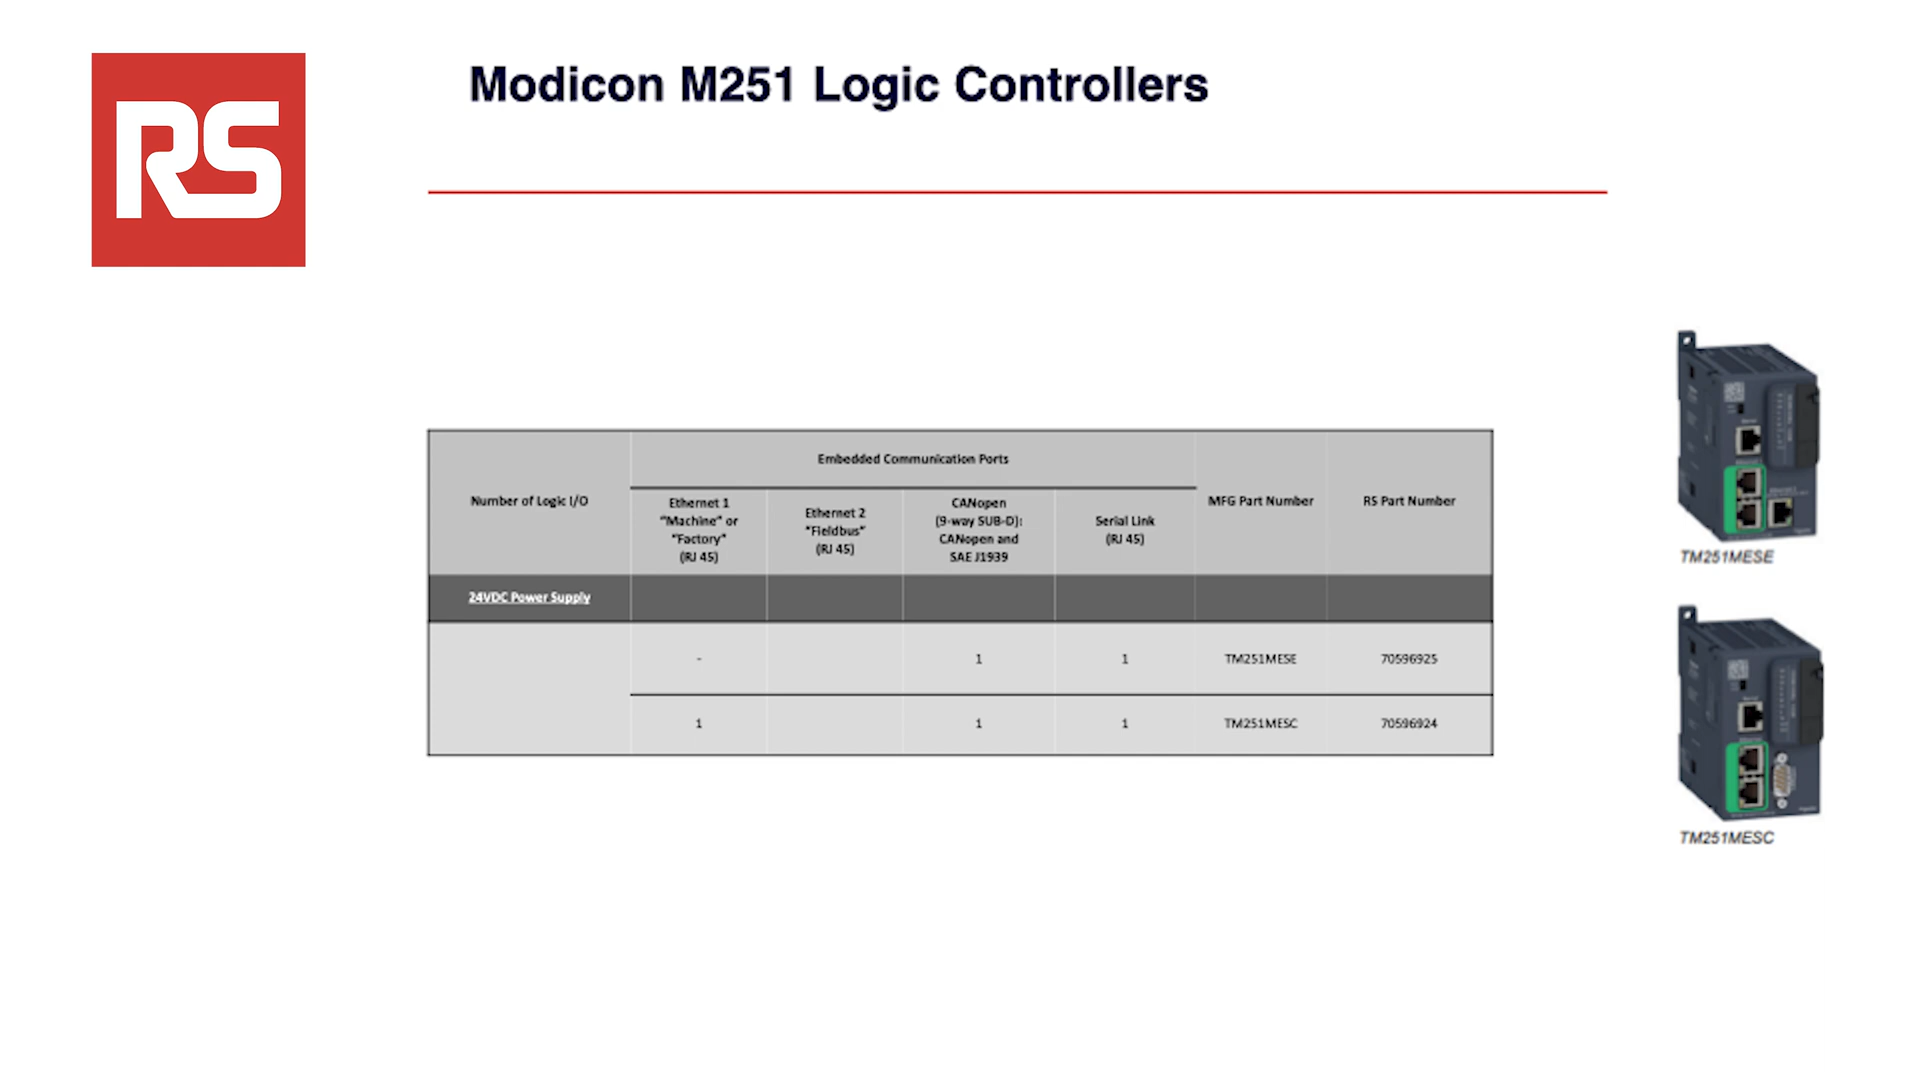 RS
Modicon M251 Logic Controllers
Embedded Communication Ports
Number of Logic I/O
Ethernet 1
"Machine" or
"Factory"
(RJ 45)
Ethernet 2
"Fieldbus"
(RJ 45)
CANopen
(9-way SUB-D):
CANopen and
SAE J1939
Serial Link
(RJ 45)
MFG Part Number
RS Part Number
24VDC Power Supply
- 1 1 TM251MESE 70596925
1 1 1 TM251MESC 70596924
TM251MESE
TM251MESC